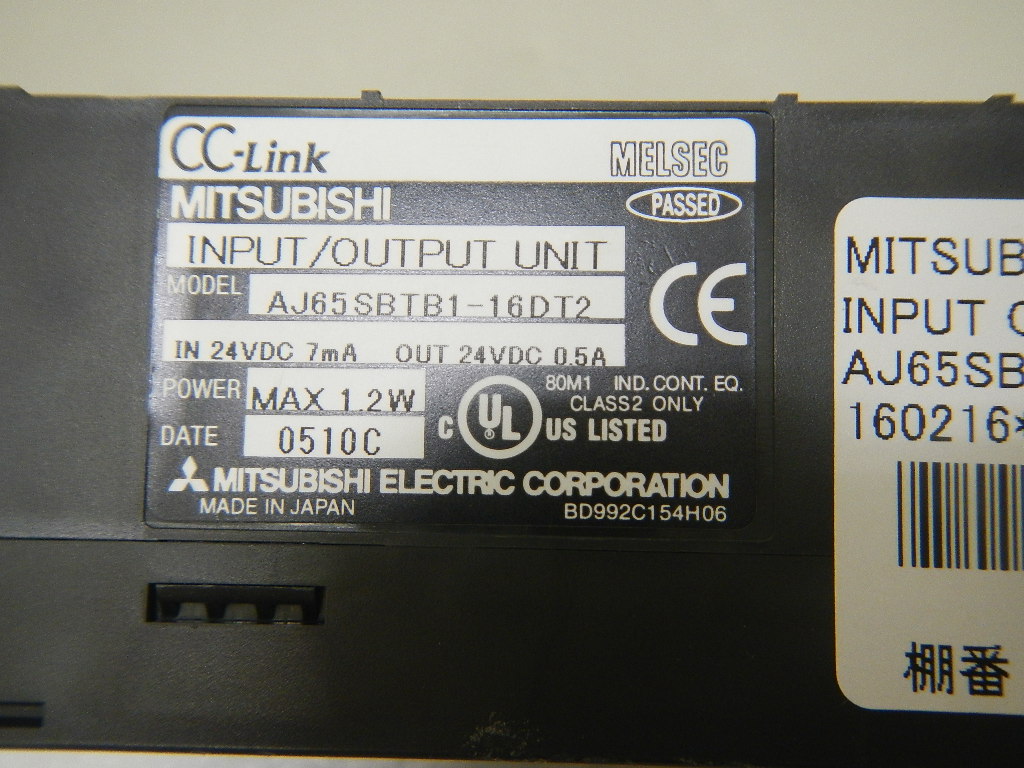 CC-Link MELSEC
MITSUBISHI PASSED
INPUT/OUTPUT UNIT
MODEL AJ65SBTB1-16DT2
CE
IN 24VDC 7mA OUT 24VDC 0.5A
POWER MAX 1.2W
80M1 IND. CONT. EQ.
CLASS2 ONLY
DATE 0510C
C UL US LISTED
MITSUBISHI ELECTRIC CORPORATION
MADE IN JAPAN BD992C154H06
MITSUB
INPUT
AJ65SB
160216*
棚番